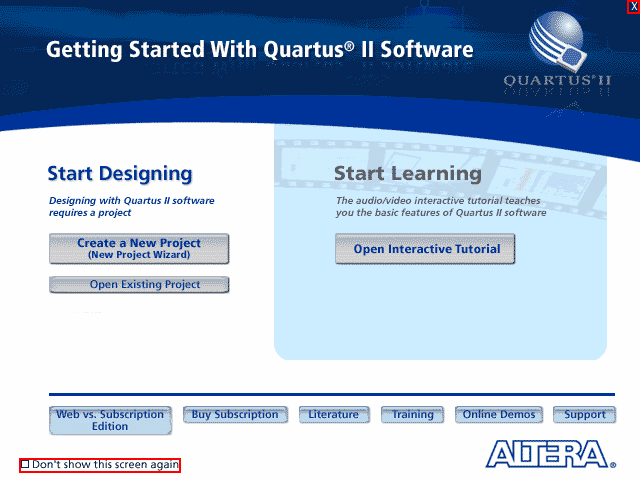 X
Getting Started With Quartus® II Software
QUARTUS® II
Start Designing
Designing with Quartus II software
requires a project
Create a New Project
(New Project Wizard)
Open Existing Project
Start Learning
The audio/video interactive tutorial teaches
you the basic features of Quartus II software
Open Interactive Tutorial
Web vs. Subscription
Edition
Buy Subscription
Literature
Training
Online Demos
Support
Don't show this screen again
ALTERA®